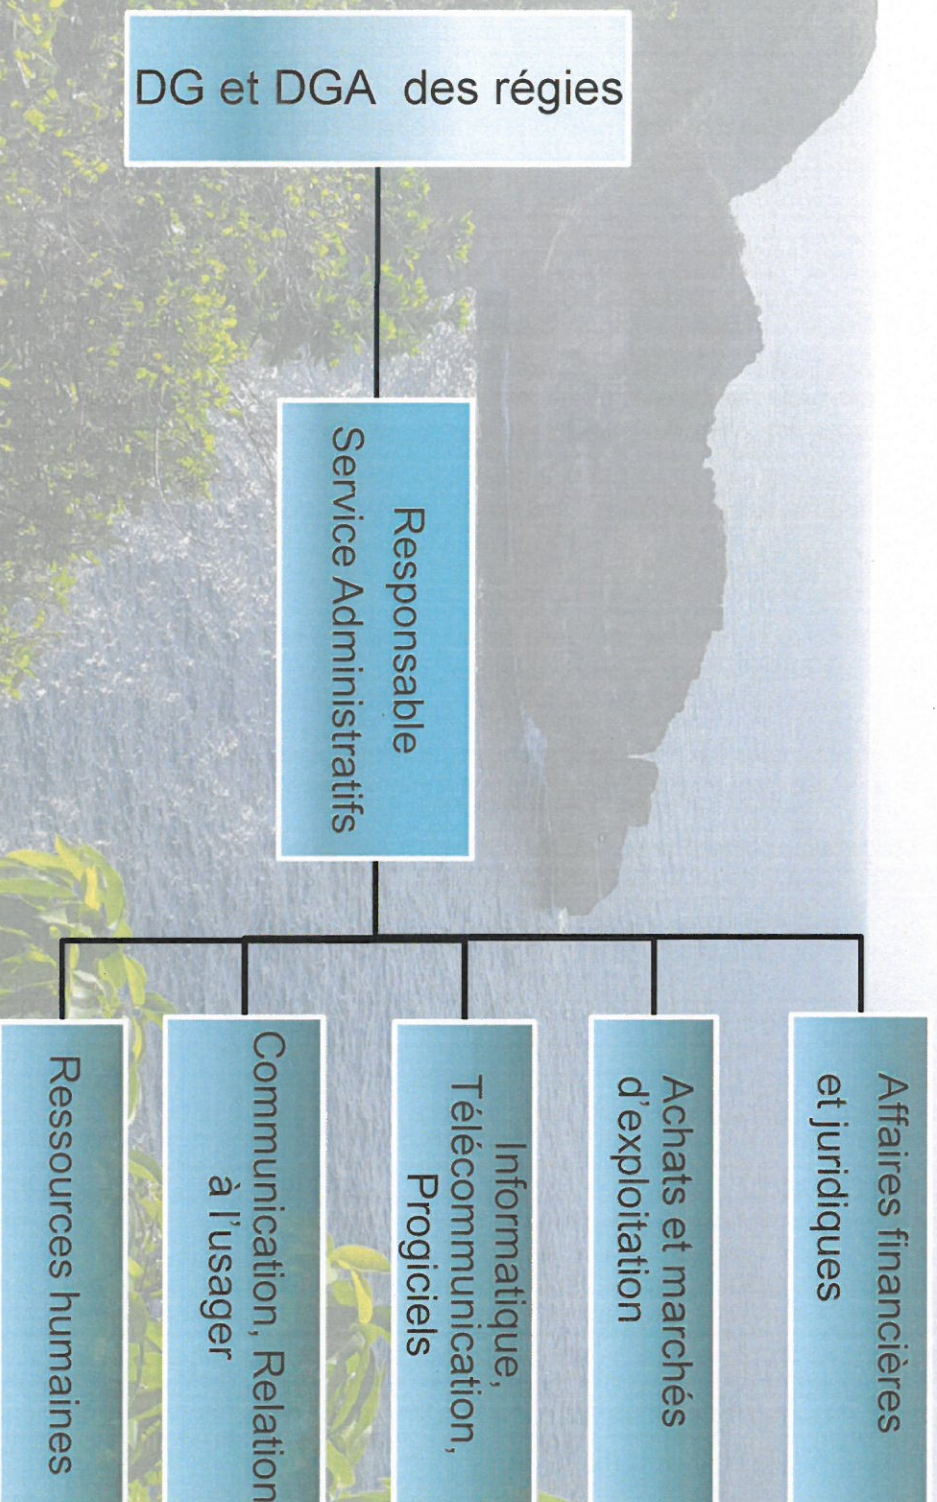 DG et DGA des régies
Responsable
Service Administratifs
Affaires financières
et juridiques
Achats et marchés
d'exploitation
Informatique,
Télécommunication,
Progiciels
Communication, Relation
à l'usager
Ressources humaines